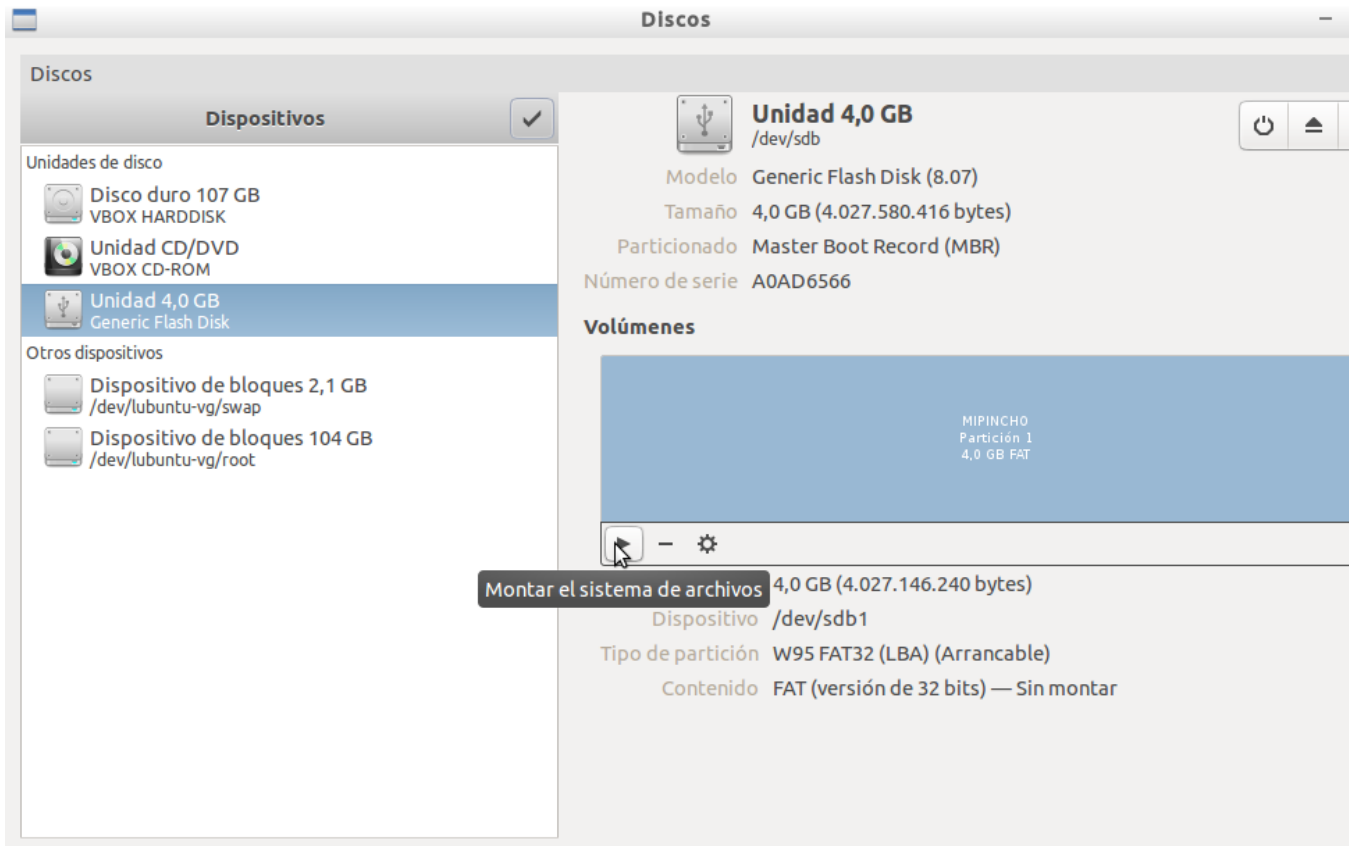 Discos
Discos
Dispositivos
Unidades de disco
Disco duro 107 GB
VBOX HARDDISK
Unidad CD/DVD
VBOX CD-ROM
Unidad 4,0 GB
Generic Flash Disk
Otros dispositivos
Dispositivo de bloques 2,1 GB
/dev/lubuntu-vg/swap
Dispositivo de bloques 104 GB
/dev/lubuntu-vg/root
Unidad 4,0 GB
/dev/sdb
Modelo Generic Flash Disk (8.07)
Tamaño 4,0 GB (4.027.580.416 bytes)
Particionado Master Boot Record (MBR)
Número de serie A0AD6566
Volúmenes
MIPINCHO
Partición 1
4,0 GB FAT
Montar el sistema de archivos
4,0 GB (4.027.146.240 bytes)
Dispositivo /dev/sdb1
Tipo de partición W95 FAT32 (LBA) (Arrancable)
Contenido FAT (versión de 32 bits) — Sin montar